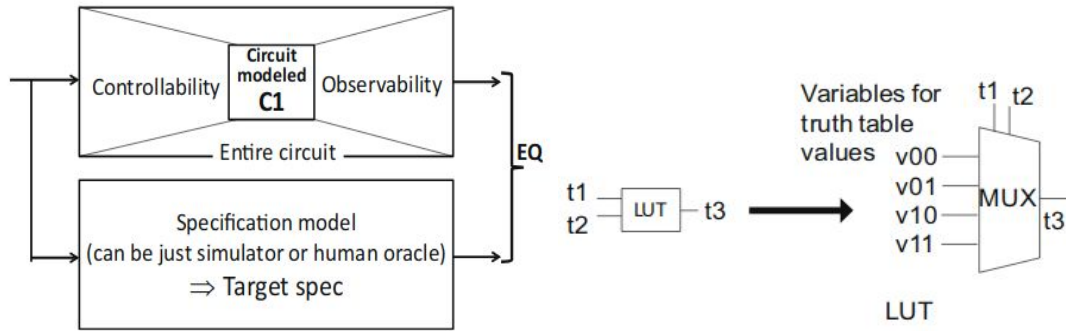 Circuit
modeled
C1
Controllability
Observability
Entire circuit
EQ
Specification model
(can be just simulator or human oracle)
⇒ Target spec
t1
t2
LUT
t3
Variables for
truth table
values
t1
t2
v00
v01
v10
v11
MUX
t3
LUT